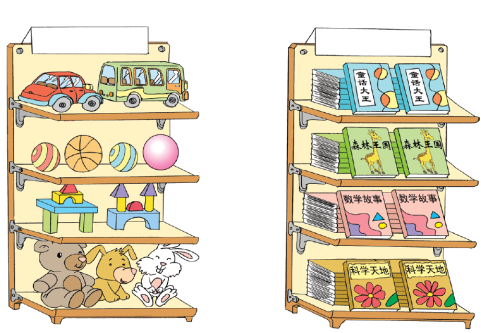 童话大王
童话大王
森林王国
森林王国
数学故事
数学故事
科学天地
科学天地